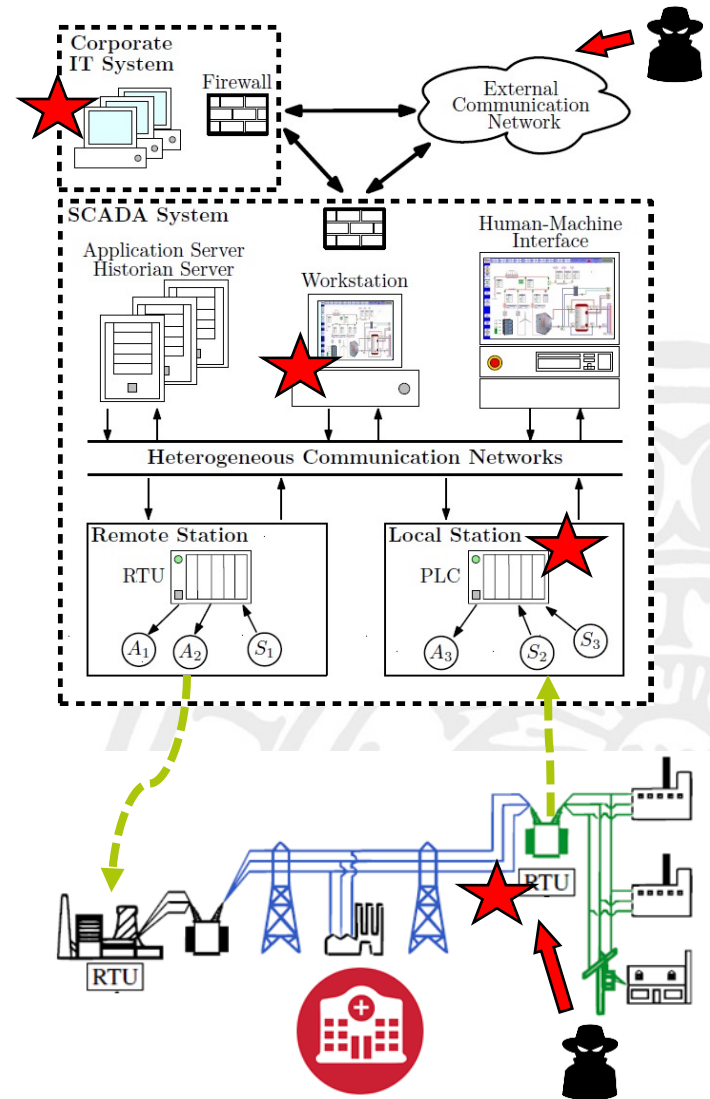 Corporate
IT System
Firewall
External
Communication
Network
SCADA System
Application Server
Historian Server
Workstation
Human-Machine
Interface
Heterogeneous Communication Networks
Remote Station
RTU
A1
A2
S1
Local Station
PLC
A3
S2
S3
RTU
RTU